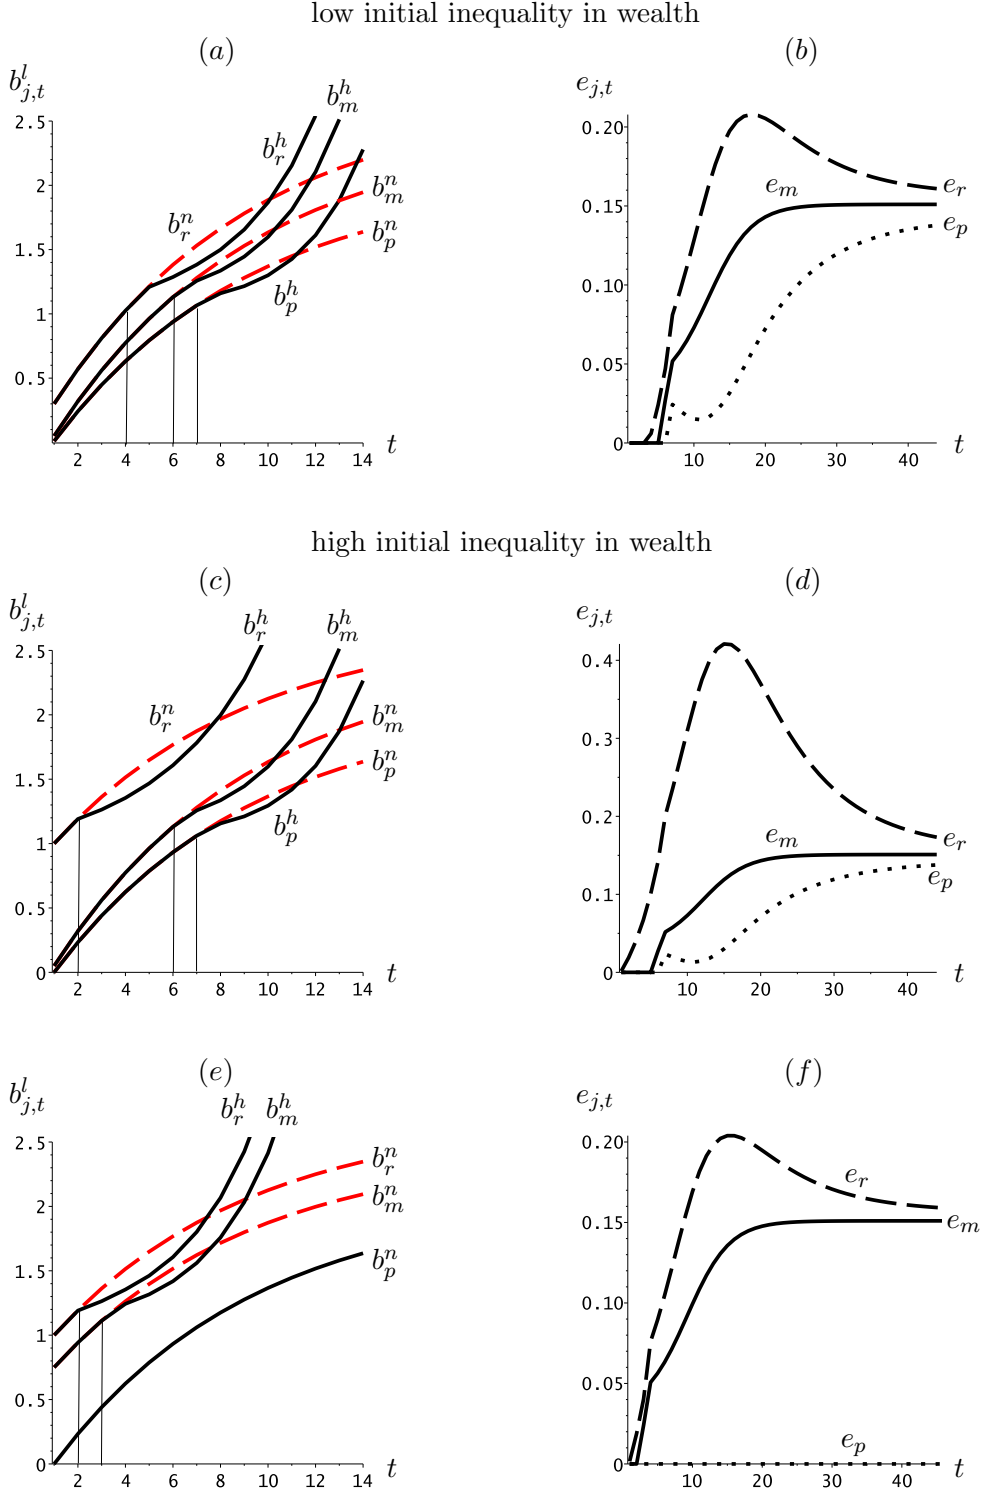 low initial inequality in wealth
(a)
b^l_{j,t}
2.5
2
1.5
1
0.5
0
2 4 6 8 10 12 14
t
b^h_r
b^h_m
b^n_r
b^n_m
b^n_p
b^h_p
(b)
e_{j,t}
0.20
0.15
0.10
0.05
0
10 20 30 40
t
e_m
e_r
e_p
high initial inequality in wealth
(c)
b^l_{j,t}
2.5
2
1.5
1
0.5
0
2 4 6 8 10 12 14
t
b^h_r
b^h_m
b^n_r
b^n_m
b^n_p
b^h_p
(d)
e_{j,t}
0.4
0.3
0.2
0.1
0
10 20 30 40
t
e_m
e_r
e_p
(e)
b^l_{j,t}
2.5
2
1.5
1
0.5
0
2 4 6 8 10 12 14
t
b^h_r
b^h_m
b^n_r
b^n_m
b^n_p
(f)
e_{j,t}
0.20
0.15
0.10
0.05
0
10 20 30 40
t
e_r
e_m
e_p